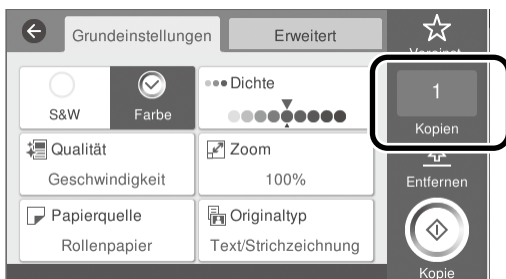 Grundeinstellungen
Erweitert
S&W
Farbe
Dichte
Qualität
Geschwindigkeit
Zoom
100%
Papierquelle
Rollenpapier
Originaltyp
Text/Strichzeichnung
1
Kopien
Entfernen
Kopie